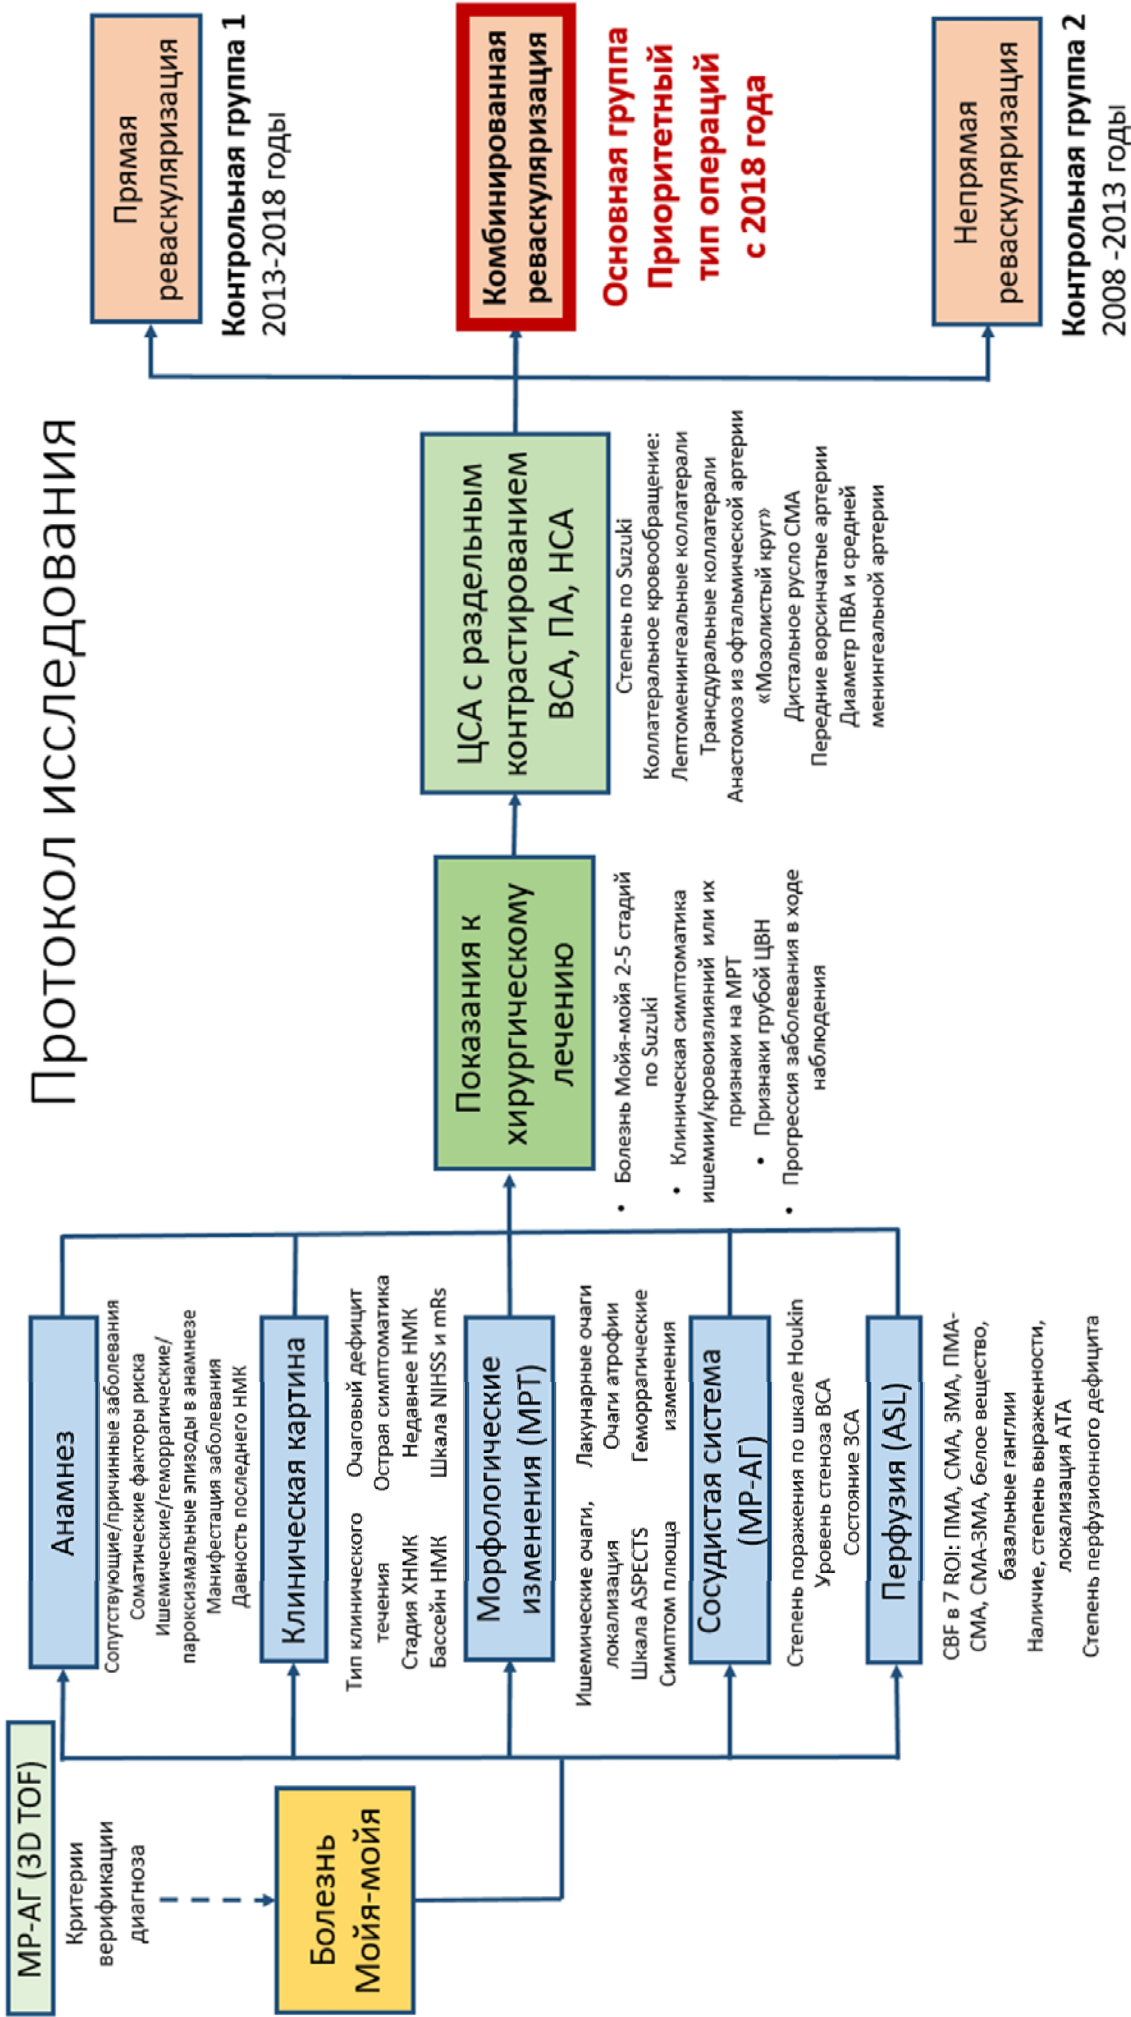 Протокол исследования
МР-АГ (3D TOF)
Критерии
верификации
диагноза
Болезнь
Мойя-мойя
Анамнез
Сопутствующие/причинные заболевания
Соматические факторы риска
Ишемические/геморрагические/
пароксизмальные эпизоды в анамнезе
Манифестация заболевания
Давность последнего НМК
Клиническая картина
Тип клинического
течения
Стадия ХНМК
Бассейн НМК
Очаговый дефицит
Острая симптоматика
Недавнее НМК
Шкала NIHSS и mRs
Морфологические
изменения (МРТ)
Ишемические очаги,
локализация
Шкала ASPECTS
Симптом плюща
Лакунарные очаги
Очаги атрофии
Геморрагические
изменения
Сосудистая система
(МР-АГ)
Степень поражения по шкале Houkin
Уровень стеноза ВСА
Состояние ЗСА
Перфузия (ASL)
CBF в 7 ROI: ПМА, СМА, ЗМА, ПМА-
СМА, СМА-ЗМА, белое вещество,
базальные ганглии
Наличие, степень выраженности,
локализация АТА
Степень перфузионного дефицита
Показания к
хирургическому
лечению
• Болезнь Мойя-мойя 2-5 стадий
по Suzuki
• Клиническая симптоматика
ишемии/кровоизлияний или их
признаки на МРТ
• Признаки грубой ЦВН
• Прогрессия заболевания в ходе
наблюдения
ЦСА с раздельным
контрастированием
ВСА, ПА, НСА
Степень по Suzuki
Коллатеральное кровообращение:
Лептоменингеальные коллатерали
Трансдуральные коллатерали
Анастомоз из офтальмической артерии
«Мозолистый круг»
Дистальное русло СМА
Передние ворсинчатые артерии
Диаметр ПВА и средней
менингеальной артерии
Прямая
реваскуляризация
Контрольная группа 1
2013-2018 годы
Комбинированная
реваскуляризация
Основная группа
Приоритетный
тип операций
с 2018 года
Непрямая
реваскуляризация
Контрольная группа 2
2008 -2013 годы